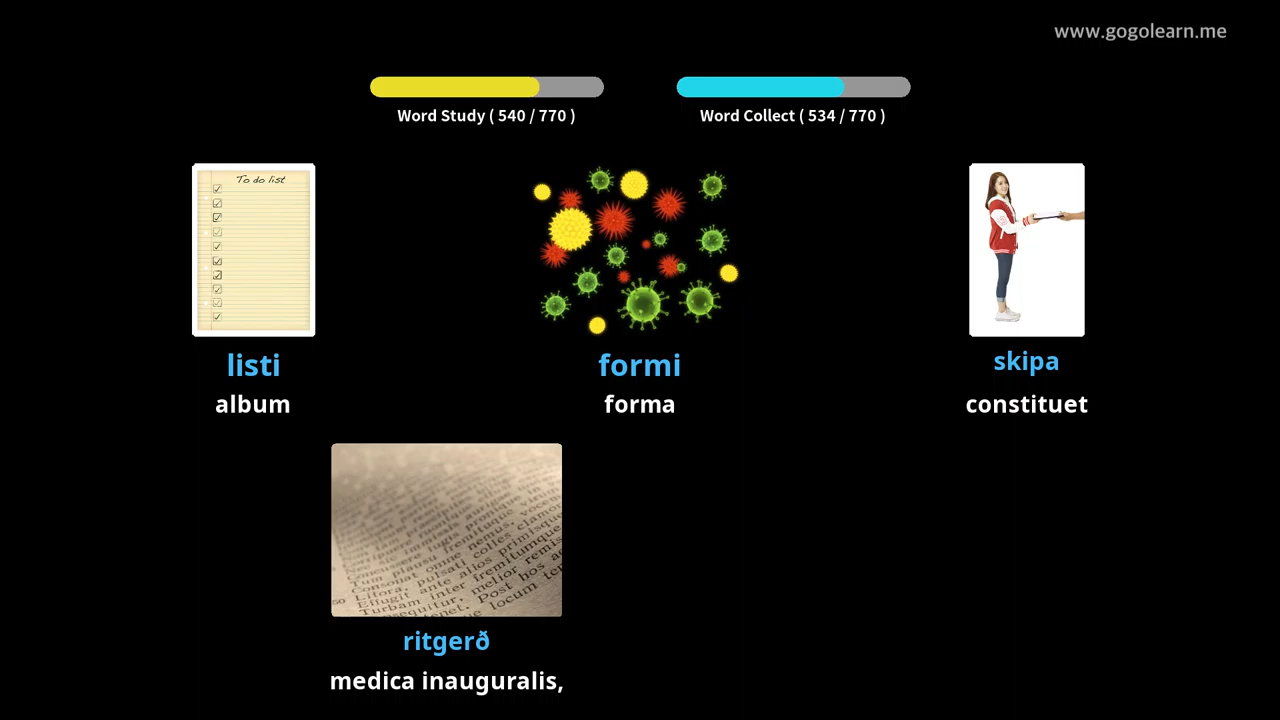 www.gogolearn.me
Word Study ( 540 / 770 )
Word Collect ( 534 / 770 )
To do list
listi
album
formi
forma
skipa
constituet
ritgerð
medica inauguralis,